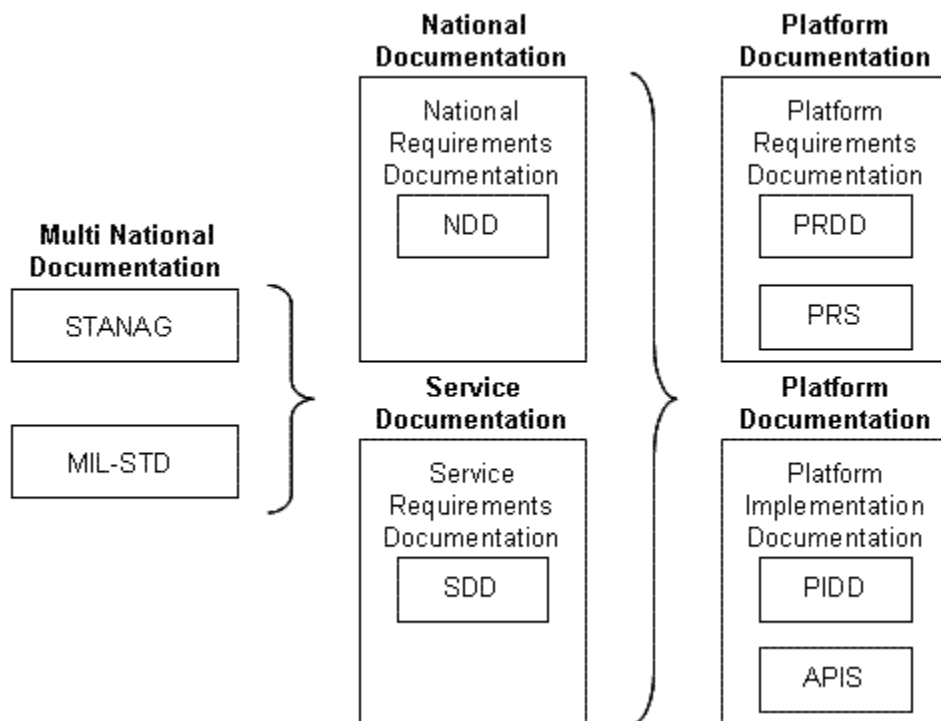 Multi National
Documentation
STANAG
MIL-STD
National
Documentation
National
Requirements
Documentation
NDD
Service
Documentation
Service
Requirements
Documentation
SDD
Platform
Documentation
Platform
Requirements
Documentation
PRDD
PRS
Platform
Documentation
Platform
Implementation
Documentation
PIDD
APIS